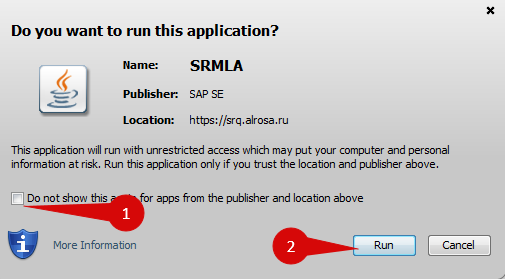 Do you want to run this application?
Name: SRMLA
Publisher: SAP SE
Location: https://srq.alrosa.ru
This application will run with unrestricted access which may put your computer and personal
information at risk. Run this application only if you trust the location and publisher above.
Do not show this again for apps from the publisher and location above
1
More Information
2
Run
Cancel